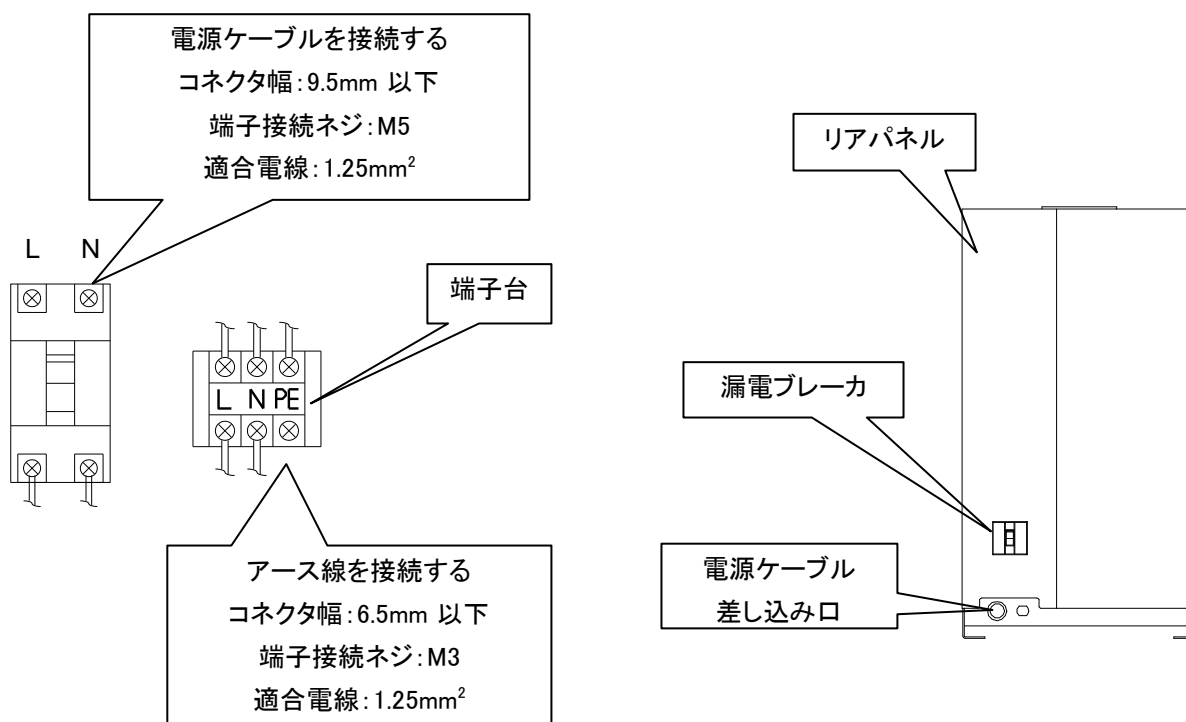 電源ケーブルを接続する
コネクタ幅:9.5mm 以下
端子接続ネジ:M5
適合電線:1.25mm²
リアパネル
L N
端子台
L N PE
漏電ブレーカ
電源ケーブル
差し込み口
アース線を接続する
コネクタ幅:6.5mm 以下
端子接続ネジ:M3
適合電線:1.25mm²